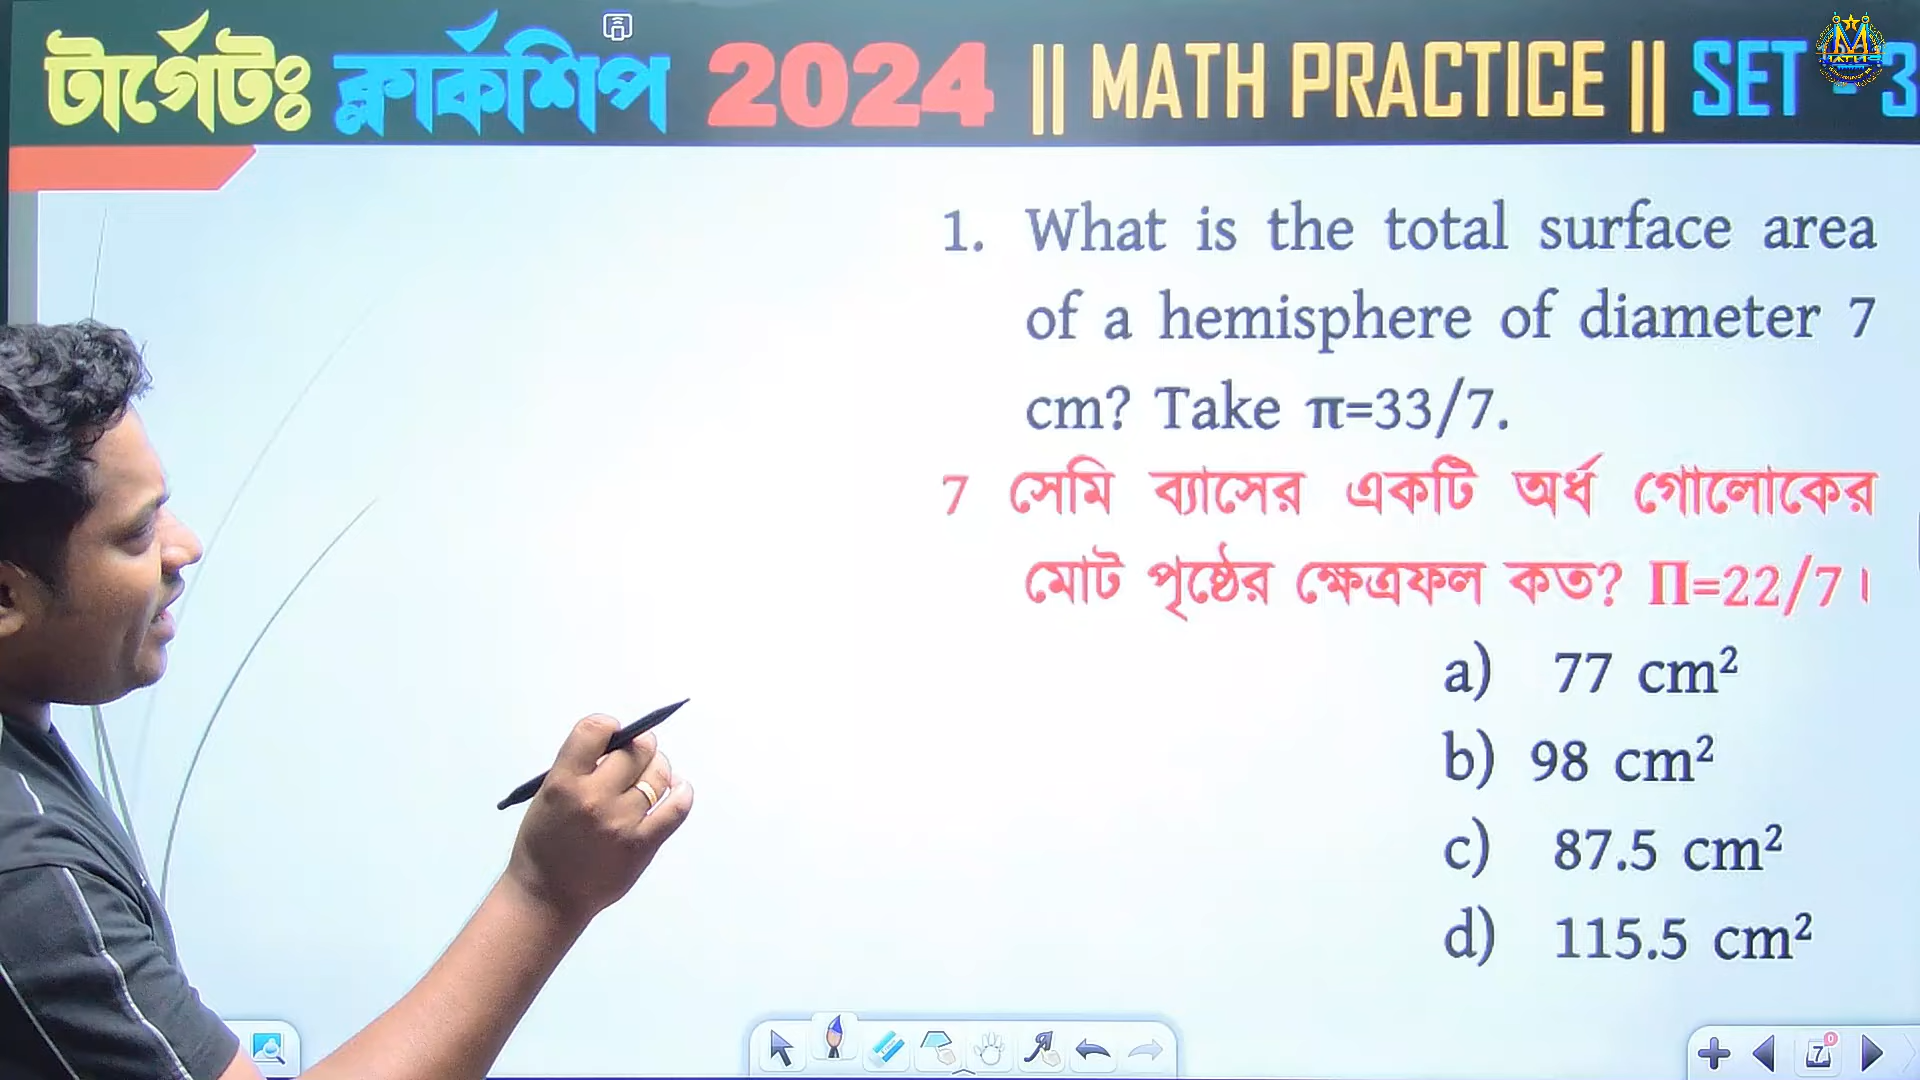 টার্গেটঃ ক্লার্কশিপ 2024 || MATH PRACTICE || SET - 3
1. What is the total surface area
of a hemisphere of diameter 7
cm? Take π=33/7.
7 সেমি ব্যাসের একটি অর্ধ গোলোকের
মোট পৃষ্ঠের ক্ষেত্রফল কত? Π=22/7।
a) 77 cm²
b) 98 cm²
c) 87.5 cm²
d) 115.5 cm²
7
0